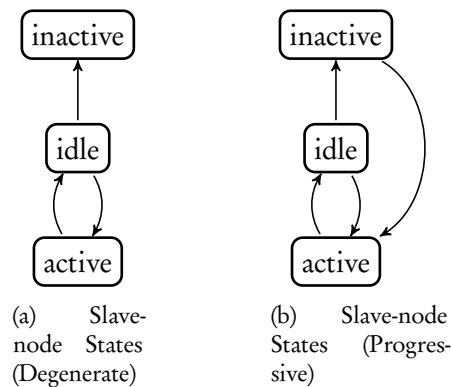 inactive
idle
active
(a) Slave-
node States
(Degenerate)
inactive
idle
active
(b) Slave-node
States (Progres-
sive)